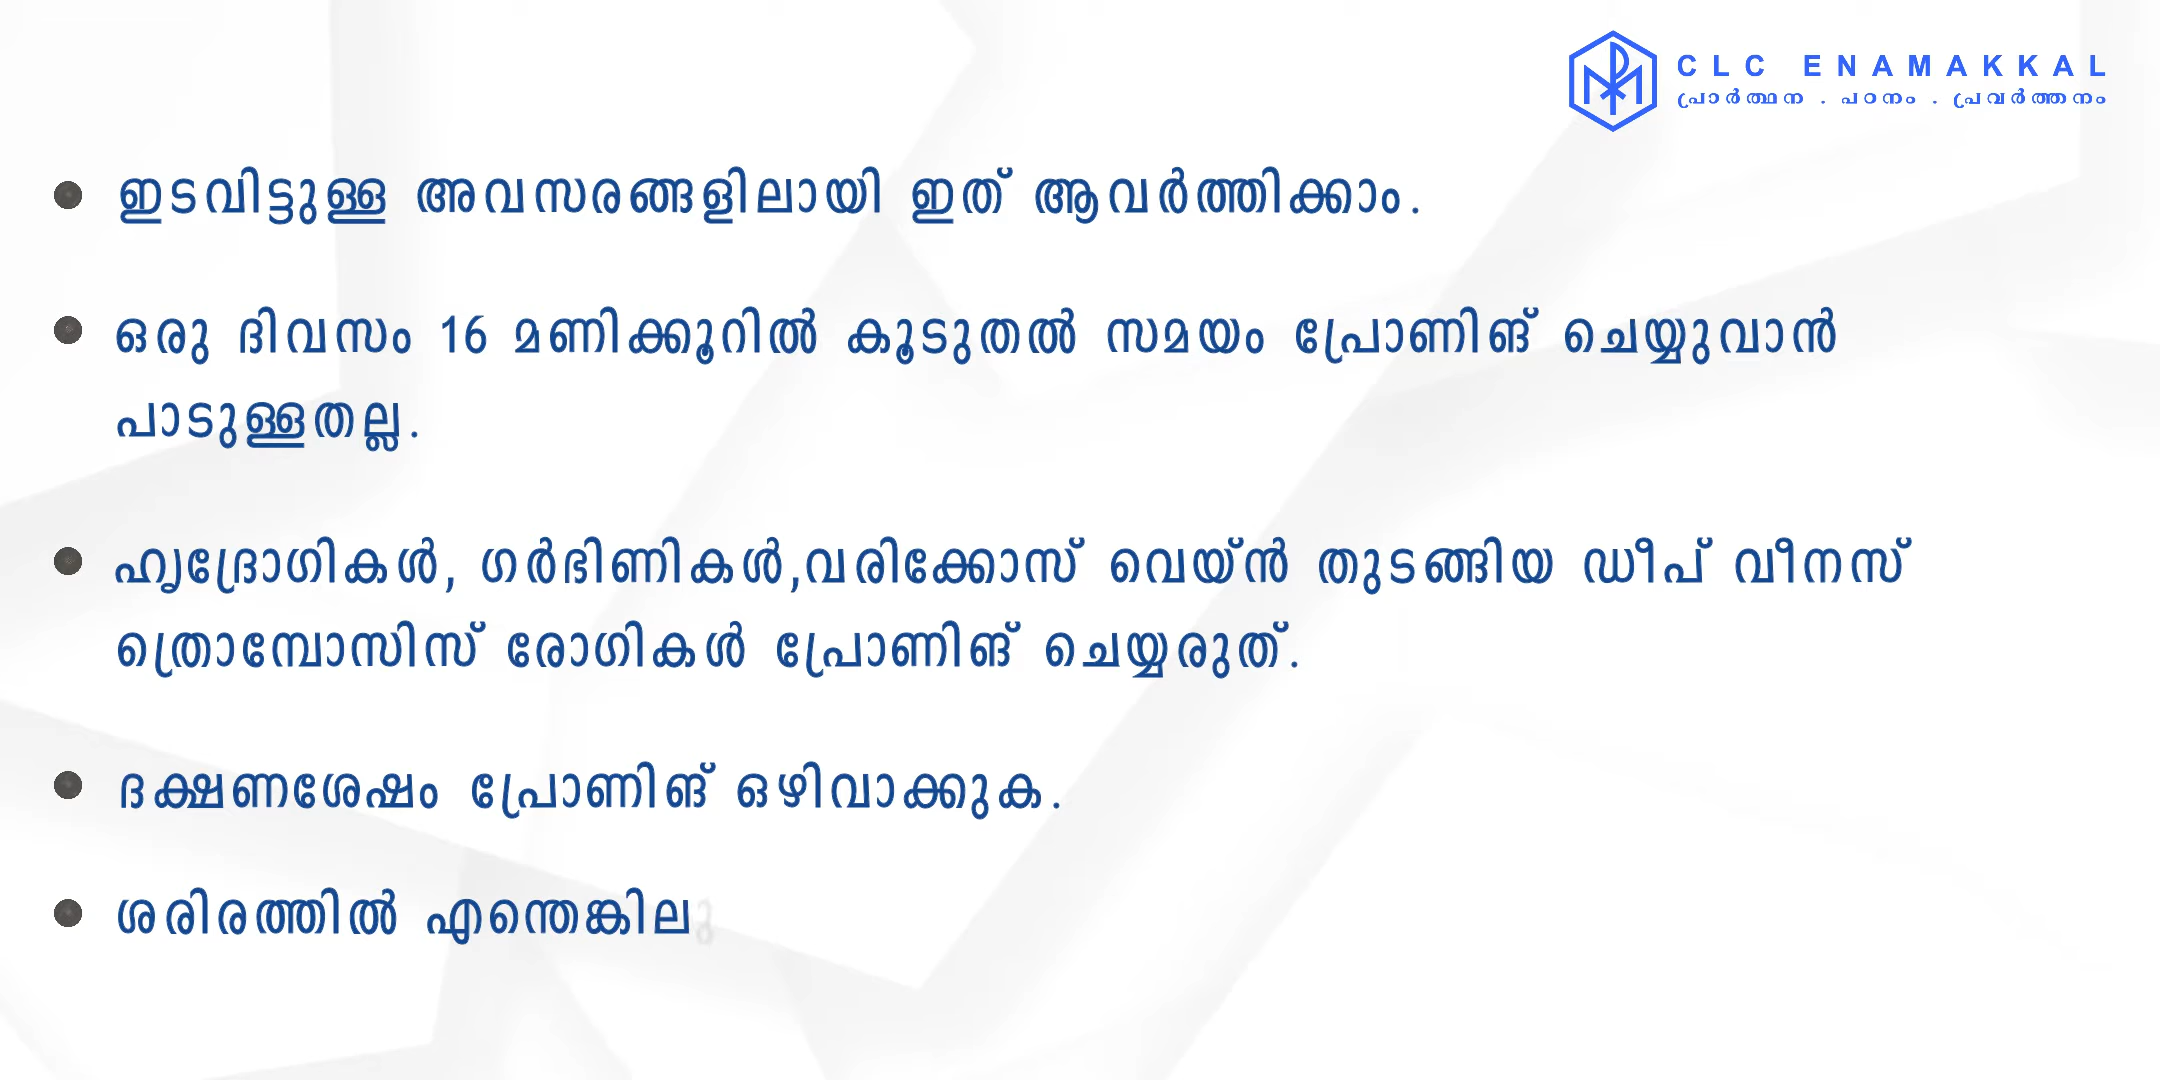 CLC ENAMAKKAL
പ്രാർത്ഥന . പഠനം . പ്രവർത്തനം
ഇടവിട്ടുള്ള അവസരങ്ങളിലായി ഇത് ആവർത്തിക്കാം.
ഒരു ദിവസം 16 മണിക്കൂറിൽ കൂടുതൽ സമയം പ്രോണിങ് ചെയ്യുവാൻ
പാടുള്ളതല്ല.
ഹൃദ്രോഗികൾ, ഗർഭിണികൾ,വരിക്കോസ് വെയ്ൻ തുടങ്ങിയ ഡീപ് വീനസ്
ത്രൊമ്പോസിസ് രോഗികൾ പ്രോണിങ് ചെയ്യരുത്.
ദക്ഷണശേഷം പ്രോണിങ് ഒഴിവാക്കുക.
ശരിരത്തിൽ എന്തെങ്കിലു